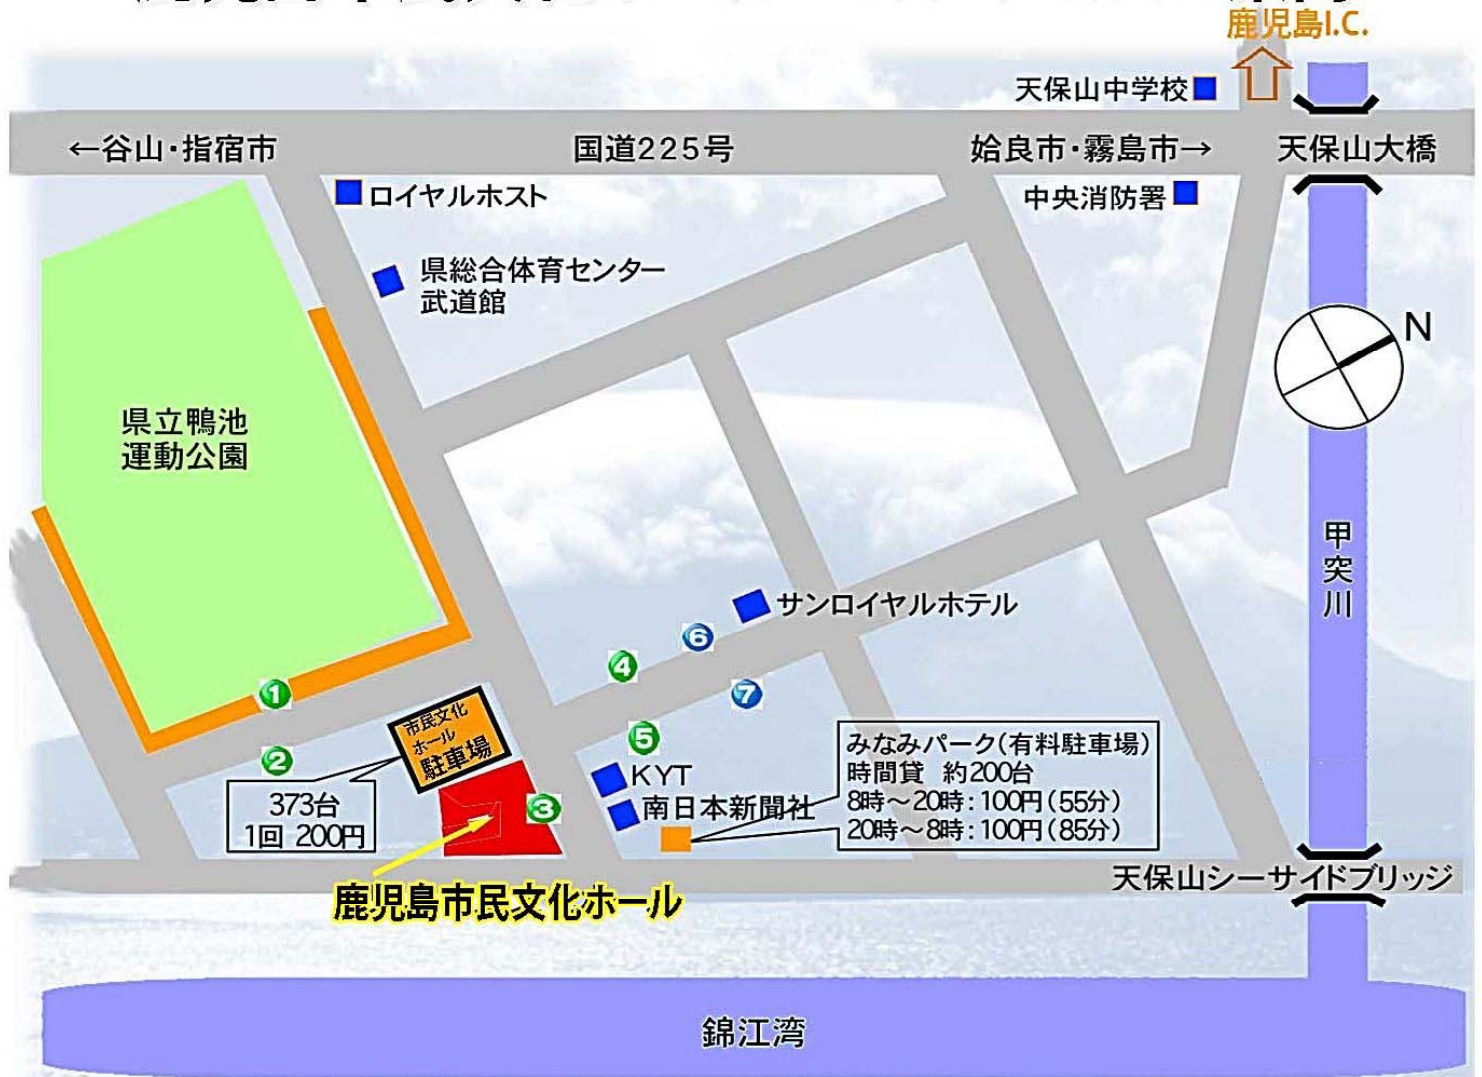 鹿児島I.C.
天保山中学校
←谷山・指宿市
国道225号
姶良市・霧島市→
天保山大橋
ロイヤルホスト
中央消防署
県総合体育センター
武道館
N
県立鴨池
運動公園
甲突川
サンロイヤルホテル
6
4
1
7
市民文化
ホール
駐車場
5
2
みなみパーク(有料駐車場)
時間貸 約200台
8時～20時:100円(55分)
20時～8時:100円(85分)
KYT
373台
1回 200円
3
南日本新聞社
天保山シーサイドブリッジ
鹿児島市民文化ホール
錦江湾